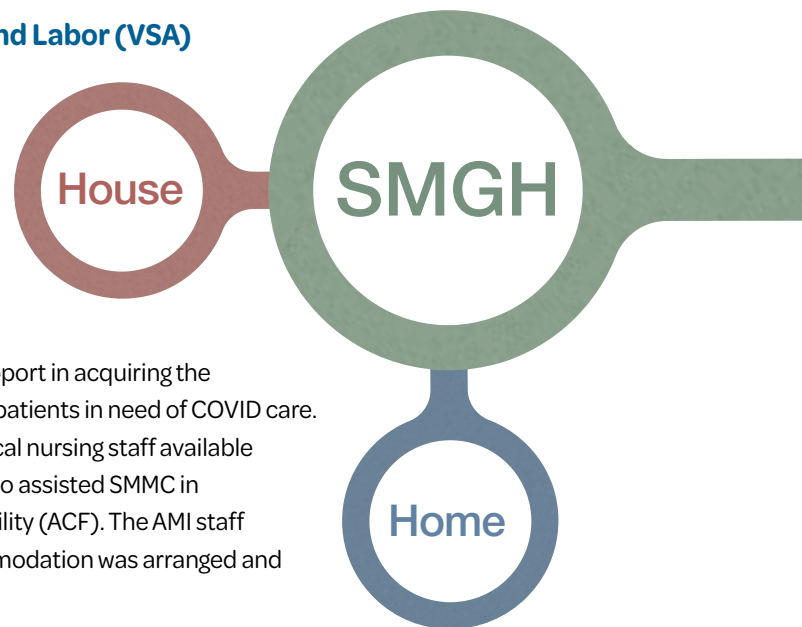 nd Labor (VSA)
House
SMGH
port in acquiring the
patients in need of COVID care.
cal nursing staff available
o assisted SMMC in
ility (ACF). The AMI staff
modation was arranged and
Home